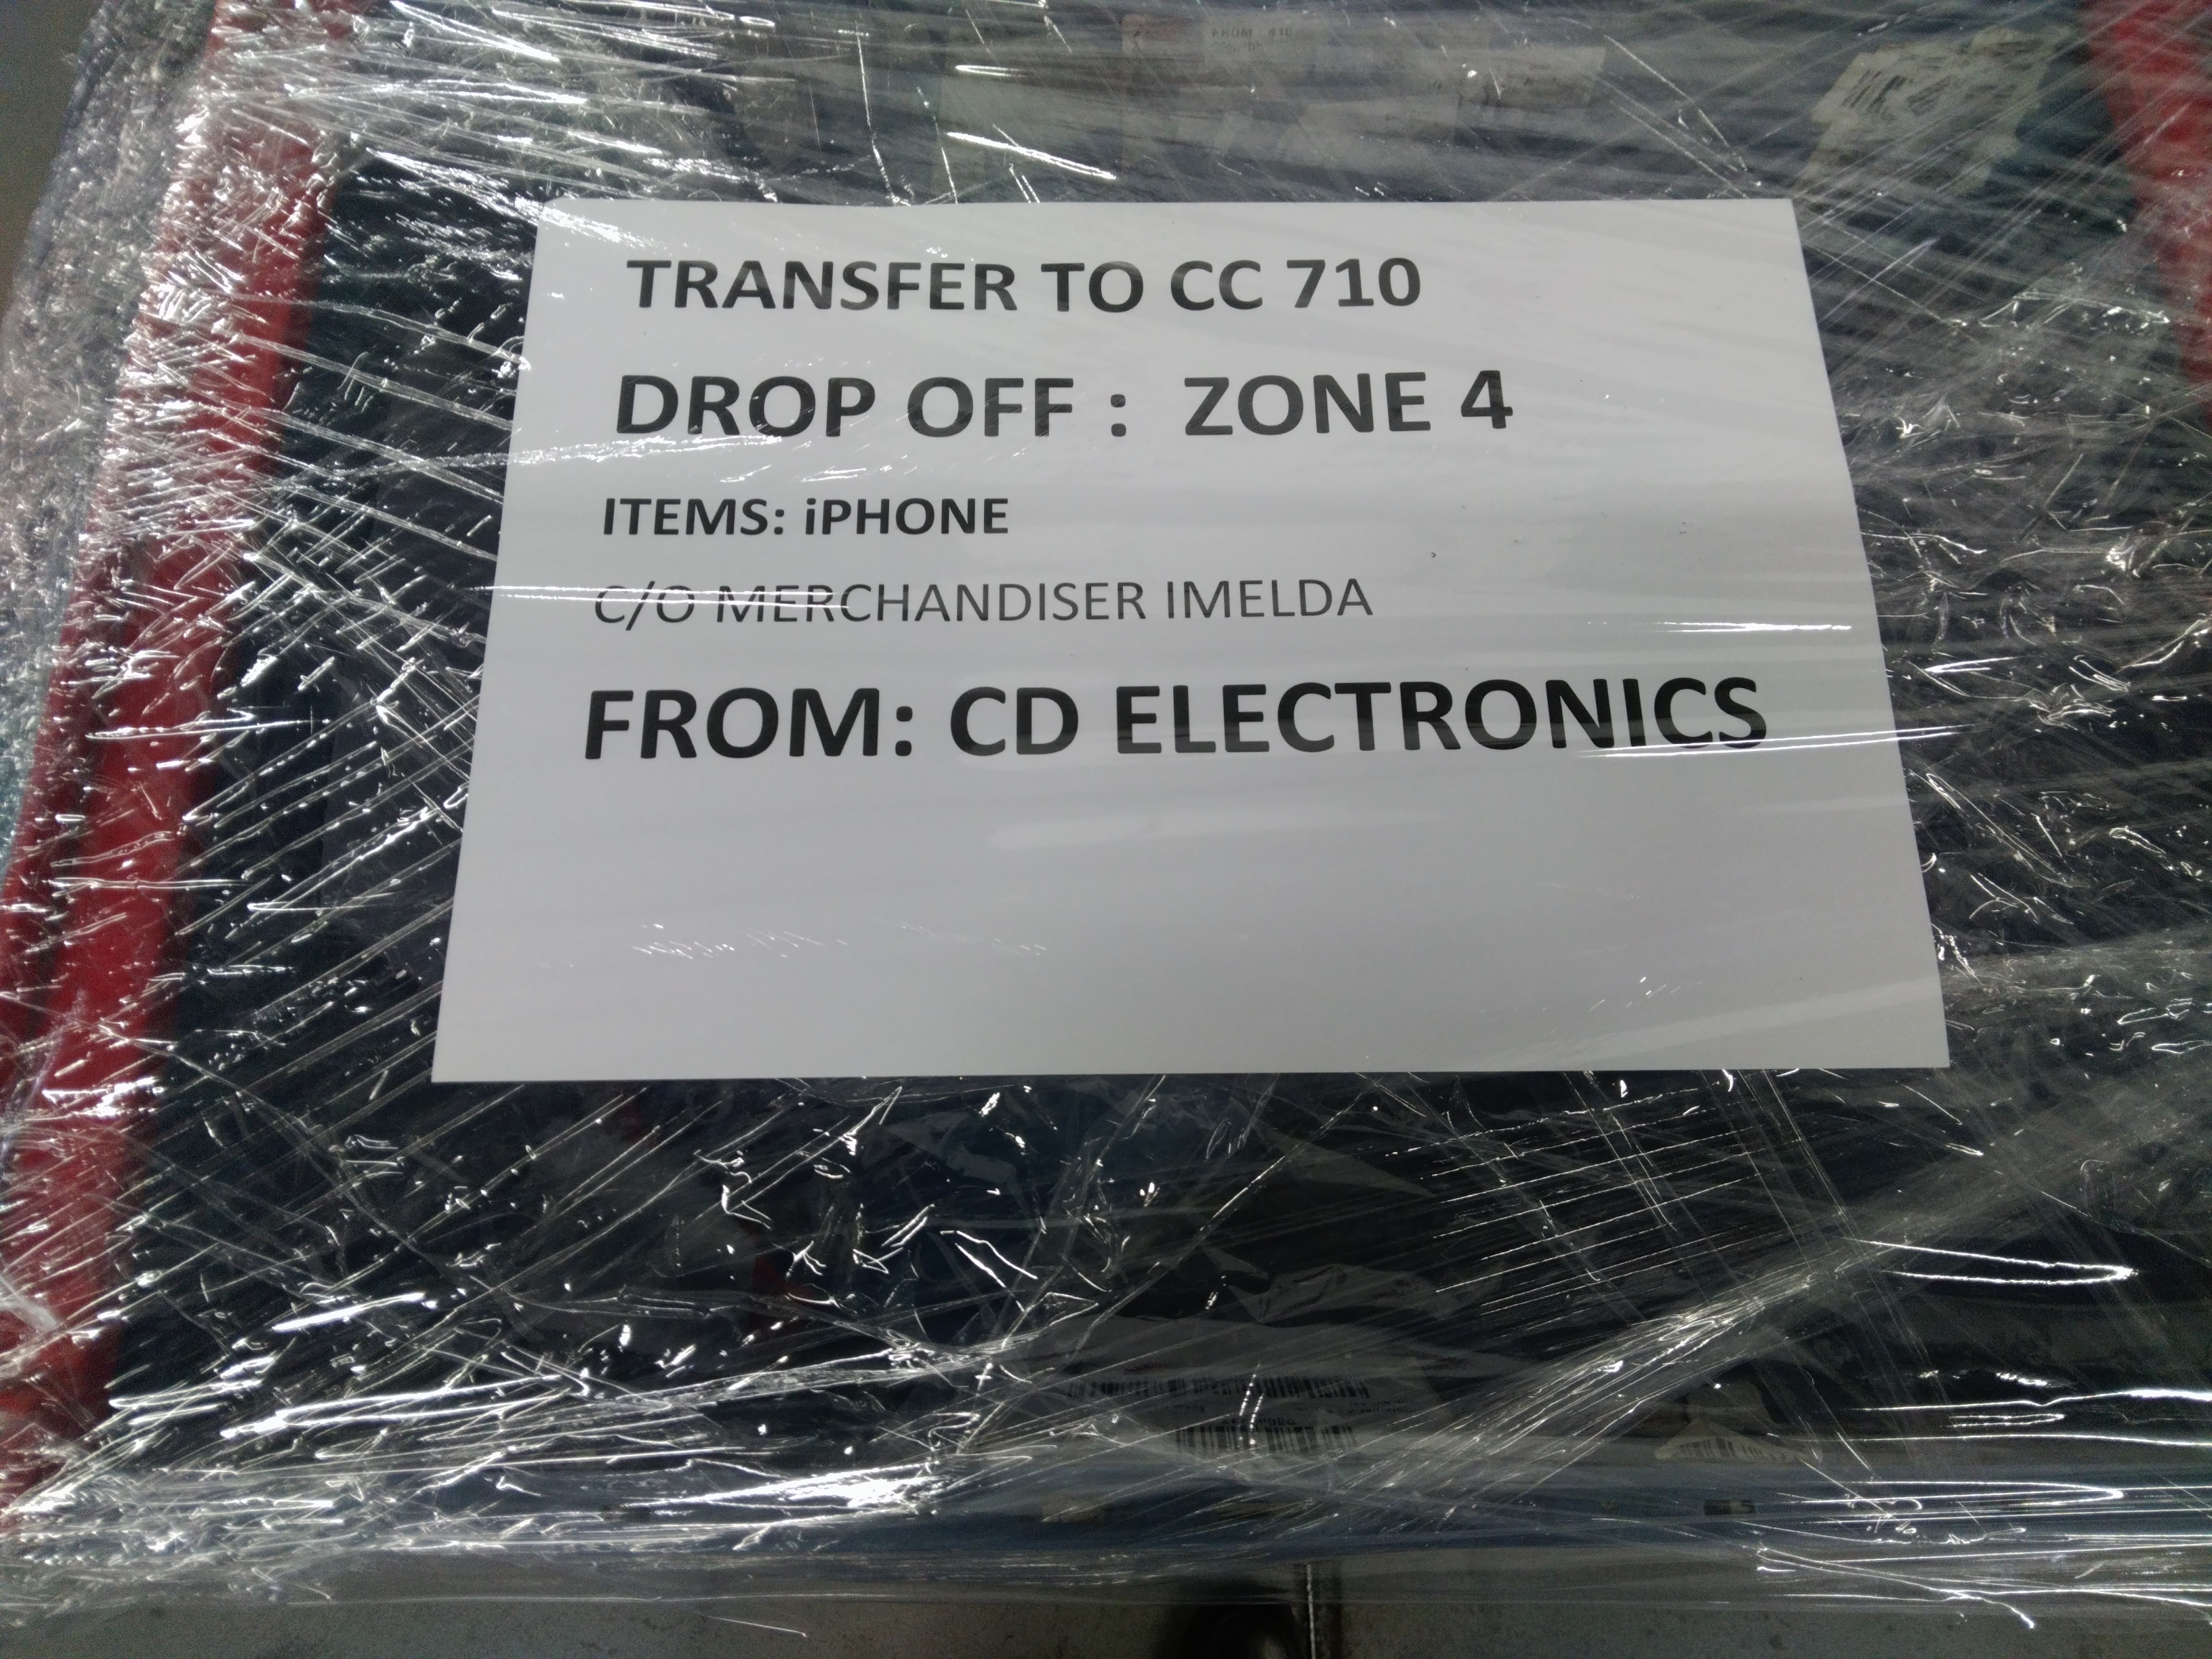 TRANSFER TO CC 710
DROP OFF : ZONE 4
ITEMS: iPHONE
C/O MERCHANDISER IMELDA
FROM: CD ELECTRONICS